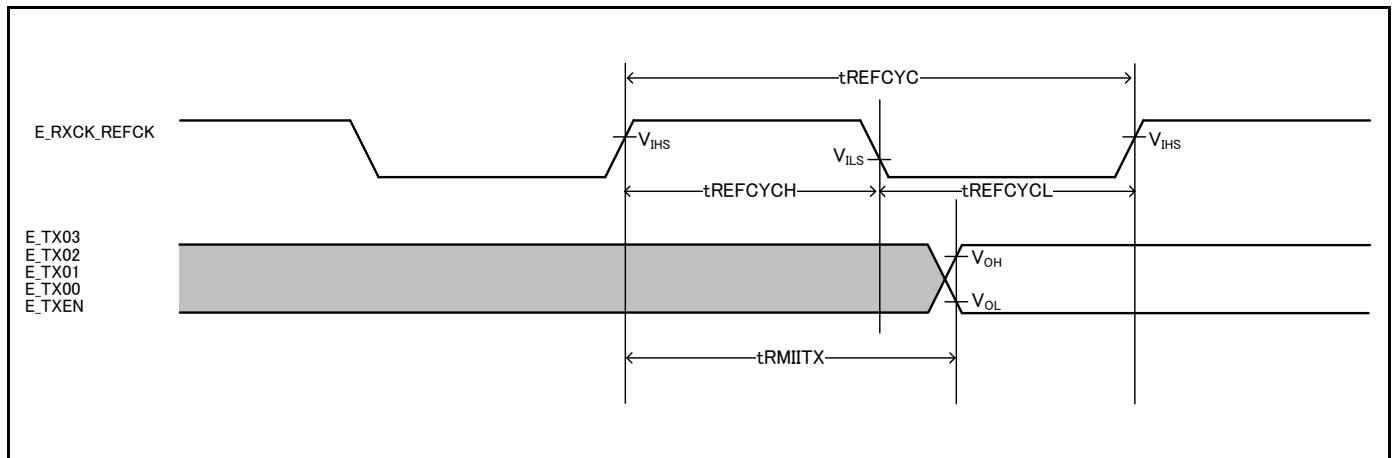 tREFCYC
E_RXCK_REFCK
VIHS
VILS
VIHS
tREFCYCH
tREFCYCL
E_TX03
E_TX02
E_TX01
E_TX00
E_TXEN
VOH
VOL
tRMIITX